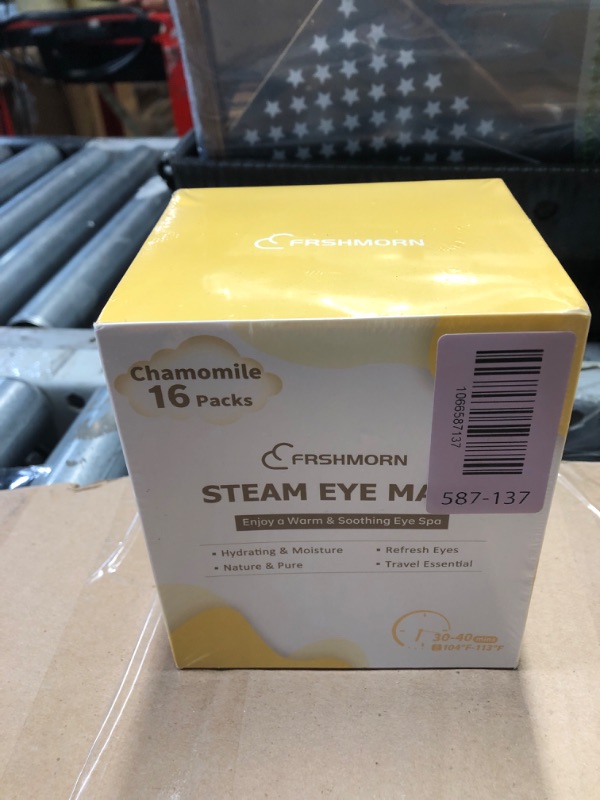 FRSHMORN
Chamomile
16 Packs
FRSHMORN
STEAM EYE MA
Enjoy a Warm & Soothing Eye Spa
• Hydrating & Moisture
• Refresh Eyes
• Nature & Pure
• Travel Essential
30-40
104°F-113°F
1066587137
587-137